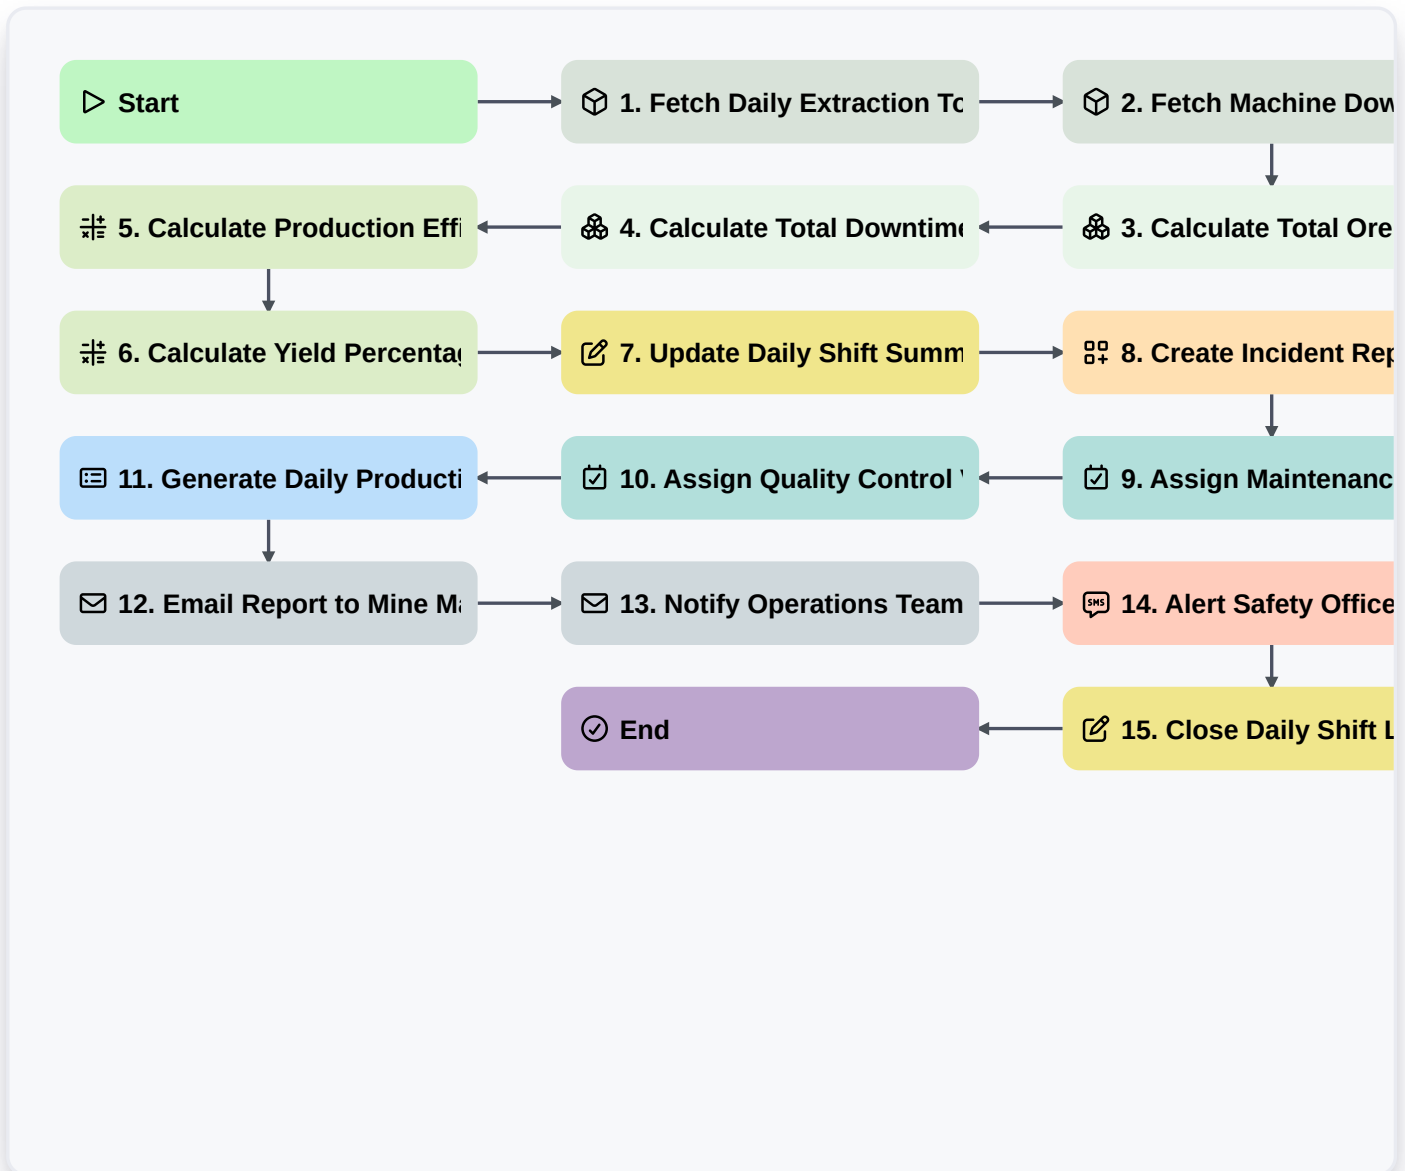 Start
1. Fetch Daily Extraction
2. Fetch Machine
3. Calculate Total Ore
4. Calculate Total Downtime
5. Calculate Production
6. Calculate Yield
7. Update Daily Shift
8. Create Incident
9. Assign
10. Assign Quality Control
11. Generate Daily
12. Email Report to Mine
13. Notify Operations Team
14. Alert Safety
15. Close Daily Shift
SMS
End